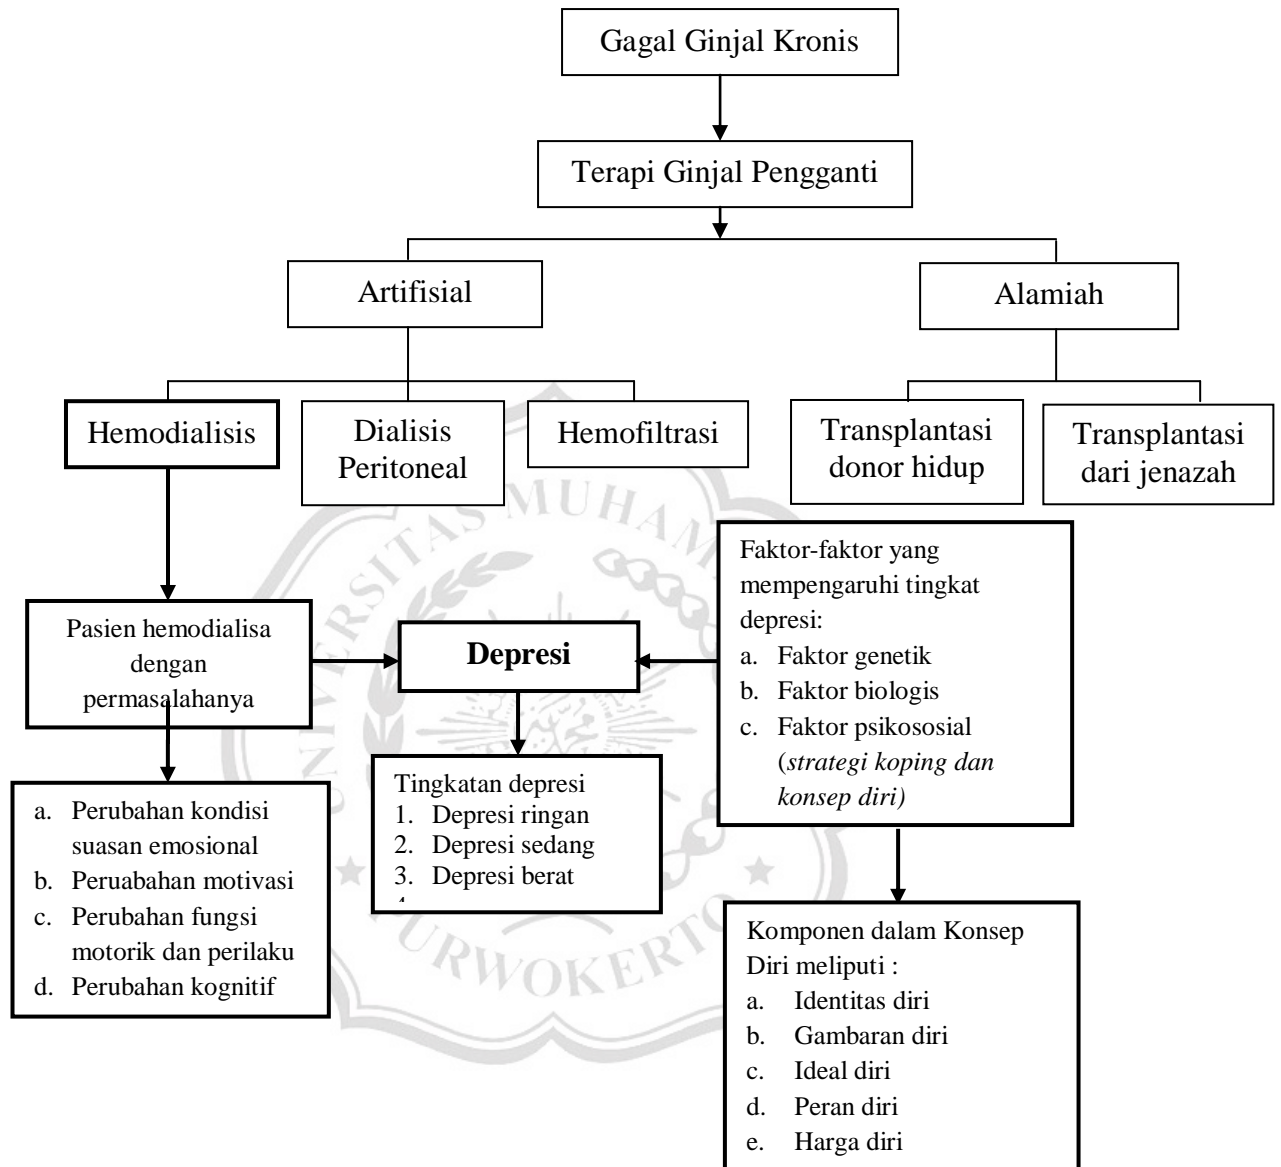 Gagal Ginjal Kronis
Terapi Ginjal Pengganti
Artifisial
Alamiah
Hemodialisis
Dialisis
Peritoneal
Hemofiltrasi
Transplantasi
donor hidup
Transplantasi
dari jenazah
Pasien hemodialisa
dengan
permasalahanya
Depresi
Faktor-faktor yang
mempengaruhi tingkat
depresi:
a. Faktor genetik
b. Faktor biologis
c. Faktor psikososial
(strategi koping dan
konsep diri)
a. Perubahan kondisi
suasan emosional
b. Peruabahan motivasi
c. Perubahan fungsi
motorik dan perilaku
d. Perubahan kognitif
Tingkatan depresi
1. Depresi ringan
2. Depresi sedang
3. Depresi berat
Komponen dalam Konsep
Diri meliputi :
a. Identitas diri
b. Gambaran diri
c. Ideal diri
d. Peran diri
e. Harga diri
PURWOKERTO